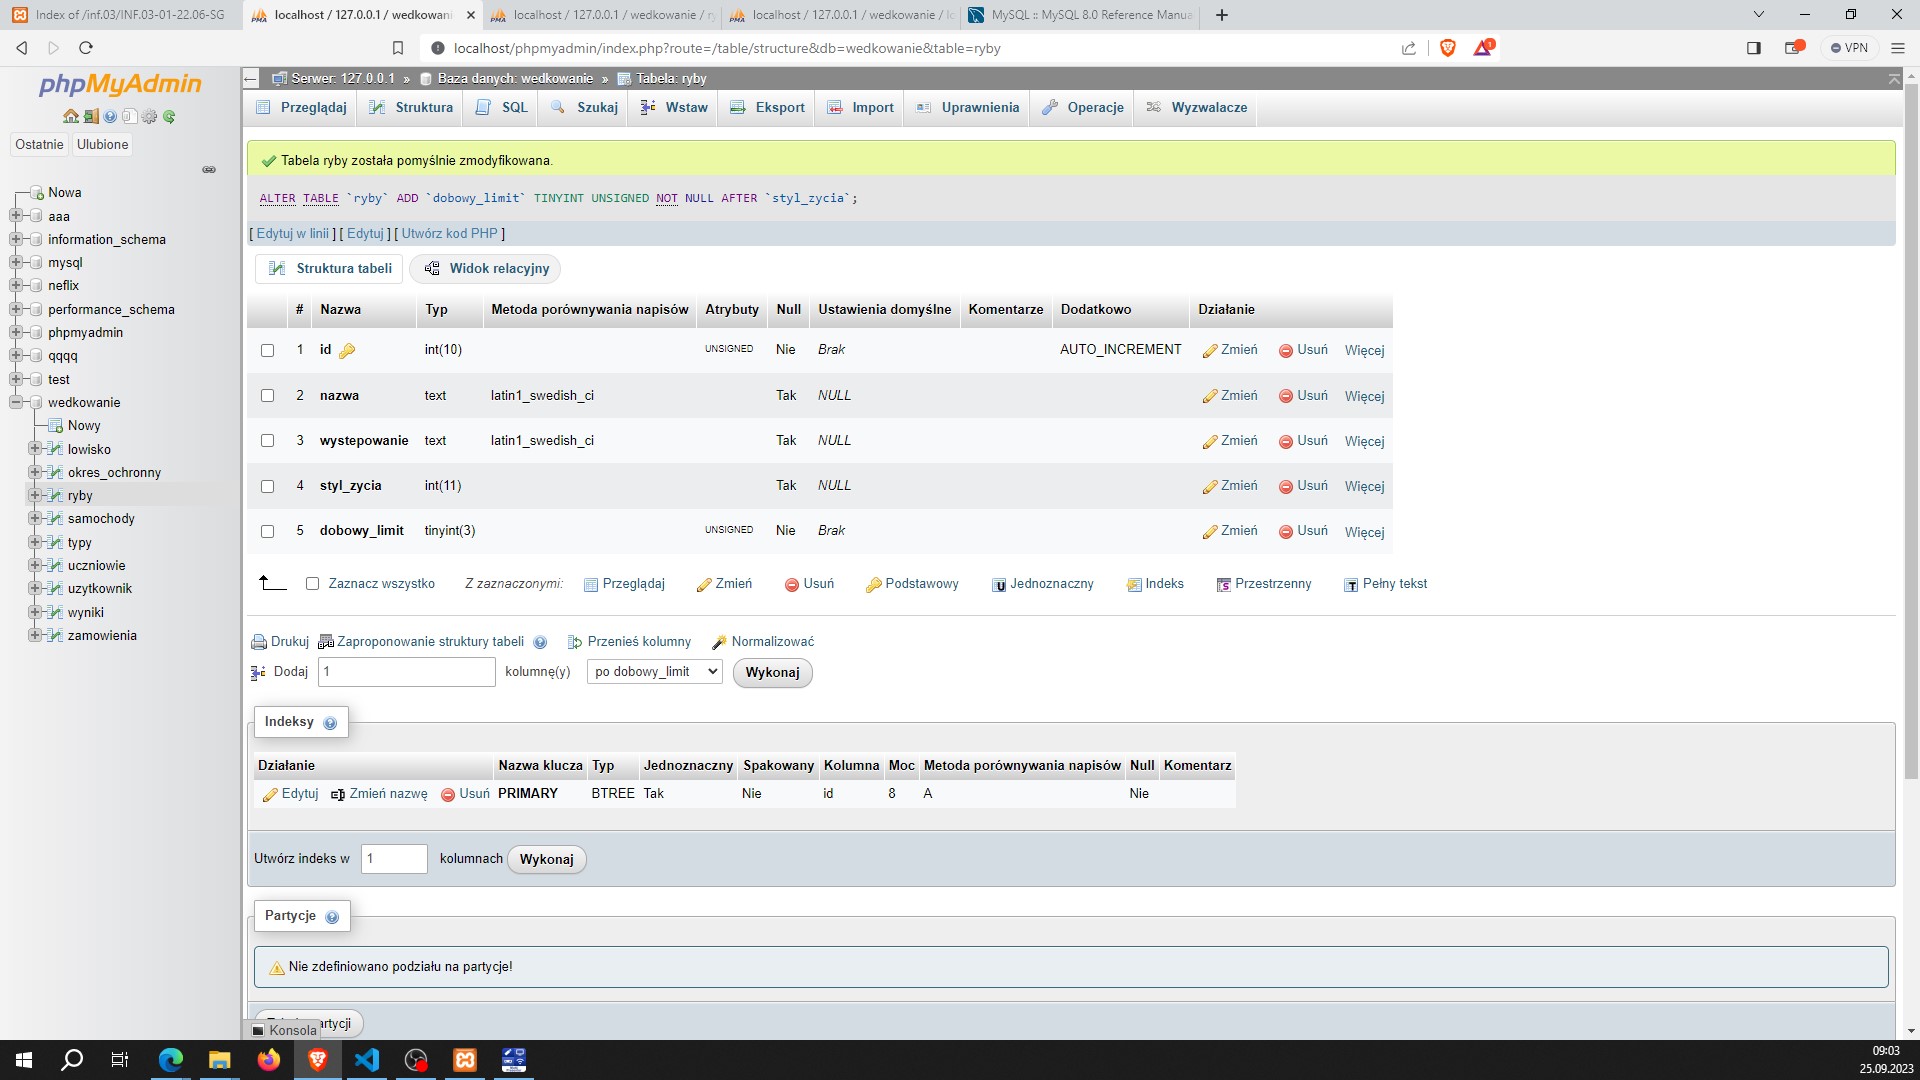 Index of /inf.03/INF.03-01-22.06-SG
localhost / 127.0.0.1 / wedkowani
localhost / 127.0.0.1 / wedkowanie / ry
localhost / 127.0.0.1 / wedkowanie / lo
MySQL :: MySQL 8.0 Reference Manua
localhost/phpmyadmin/index.php?route=/table/structure&db=wedkowanie&table=ryby
1
VPN
phpMyAdmin
Ostatnie
Ulubione
Nowa
aaa
information_schema
mysql
neflix
performance_schema
phpmyadmin
qqqq
test
wedkowanie
Nowy
lowisko
okres_ochronny
ryby
samochody
typy
uczniowie
uzytkownik
wyniki
zamowienia
Serwer: 127.0.0.1 » Baza danych: wedkowanie » Tabela: ryby
Przeglądaj Struktura SQL Szukaj Wstaw Eksport Import Uprawnienia Operacje Wyzwalacze
Tabela ryby została pomyślnie zmodyfikowana.
ALTER TABLE `ryby` ADD `dobowy_limit` TINYINT UNSIGNED NOT NULL AFTER `styl_zycia`;
[ Edytuj w linii ] [ Edytuj ] [ Utwórz kod PHP ]
Struktura tabeli Widok relacyjny
# Nazwa Typ Metoda porównywania napisów Atrybuty Null Ustawienia domyślne Komentarze Dodatkowo Działanie
1 id int(10) UNSIGNED Nie Brak AUTO_INCREMENT Zmień Usuń Więcej
2 nazwa text latin1_swedish_ci Tak NULL Zmień Usuń Więcej
3 wystepowanie text latin1_swedish_ci Tak NULL Zmień Usuń Więcej
4 styl_zycia int(11) Tak NULL Zmień Usuń Więcej
5 dobowy_limit tinyint(3) UNSIGNED Nie Brak Zmień Usuń Więcej
Zaznacz wszystko Z zaznaczonymi: Przeglądaj Zmień Usuń Podstawowy Jednoznaczny Indeks Przestrzenny Pełny tekst
Drukuj Zaproponowanie struktury tabeli Przenieś kolumny Normalizować
Dodaj 1 kolumnę(y) po dobowy_limit Wykonaj
Indeksy
Działanie Nazwa klucza Typ Jednoznaczny Spakowany Kolumna Moc Metoda porównywania napisów Null Komentarz
Edytuj Zmień nazwę Usuń PRIMARY BTREE Tak Nie id 8 A Nie
Utwórz indeks w 1 kolumnach Wykonaj
Partycje
Nie zdefiniowano podziału na partycje!
Konsola
09:03
25.09.2023